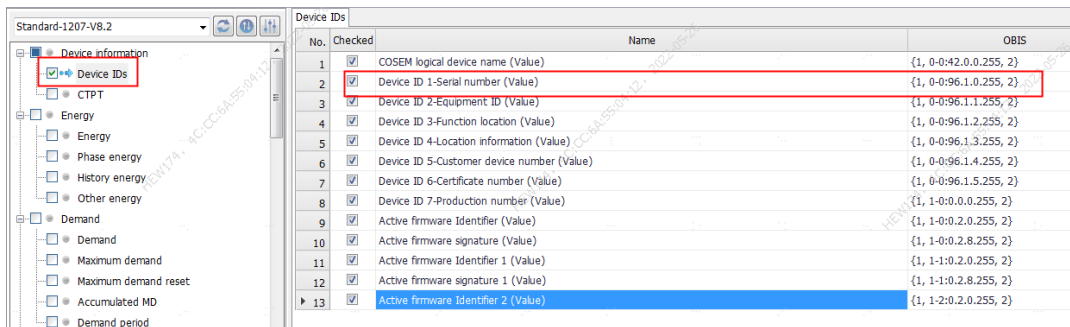 Standard-1207-V8.2
Device information
Device IDs
CTPT
Energy
Energy
Phase energy
History energy
Other energy
Demand
Demand
Maximum demand
Maximum demand reset
Accumulated MD
Demand period
Device IDs
No. Checked Name OBIS
1 COSEM logical device name (Value) {1, 0-0:42.0.0.255, 2}
2 Device ID 1-Serial number (Value) {1, 0-0:96.1.0.255, 2}
3 Device ID 2-Equipment ID (Value) {1, 0-0:96.1.1.255, 2}
4 Device ID 3-Function location (Value) {1, 0-0:96.1.2.255, 2}
5 Device ID 4-Location information (Value) {1, 0-0:96.1.3.255, 2}
6 Device ID 5-Customer device number (Value) {1, 0-0:96.1.4.255, 2}
7 Device ID 6-Certificate number (Value) {1, 0-0:96.1.5.255, 2}
8 Device ID 7-Production number (Value) {1, 1-0:0.0.0.255, 2}
9 Active firmware Identifier (Value) {1, 1-0:0.2.0.255, 2}
10 Active firmware signature (Value) {1, 1-0:0.2.8.255, 2}
11 Active firmware Identifier 1 (Value) {1, 1-1:0.2.0.255, 2}
12 Active firmware signature 1 (Value) {1, 1-1:0.2.8.255, 2}
13 Active firmware Identifier 2 (Value) {1, 1-2:0.2.0.255, 2}
HEW174, 4C:CC:6A:55:04:12, 2022-05-26